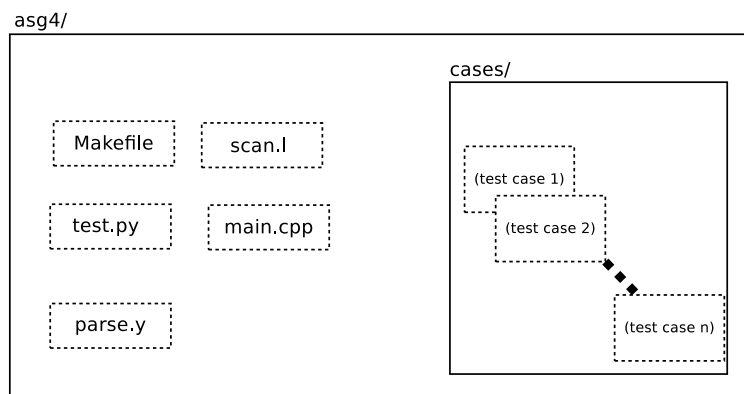 asg4/
cases/
Makefile
scan.l
(test case 1)
test.py
main.cpp
(test case 2)
parse.y
(test case n)